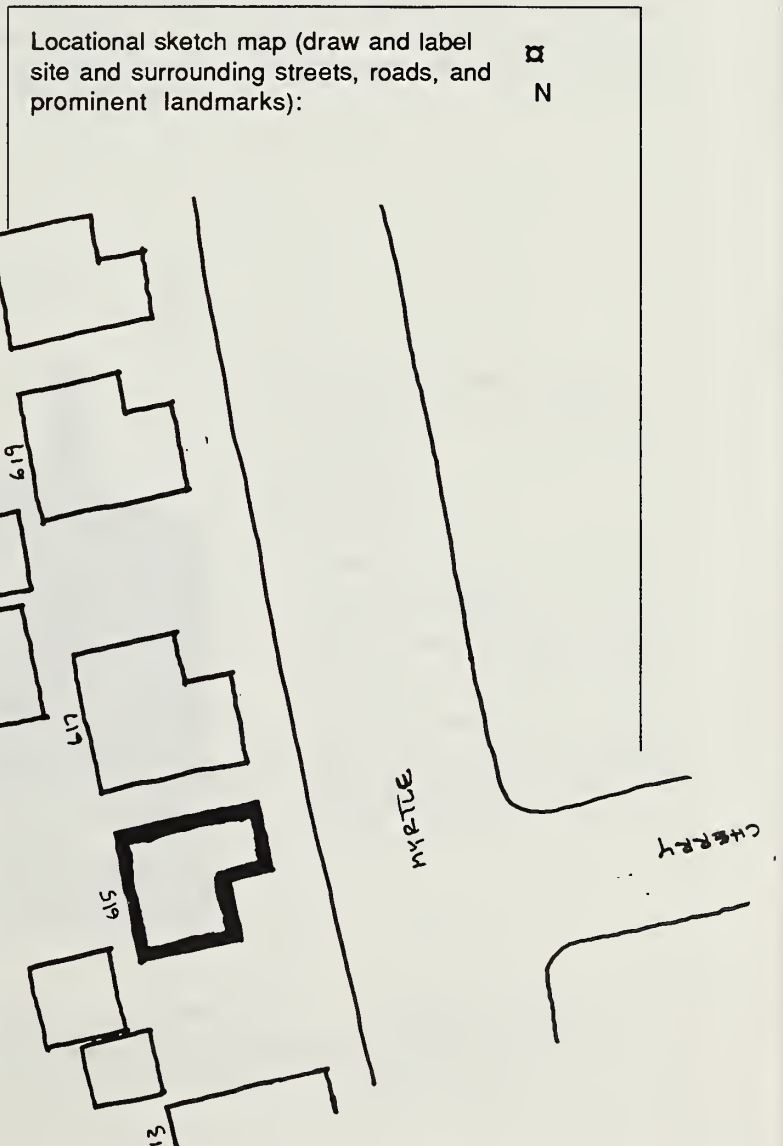 Locational sketch map (draw and label
site and surrounding streets, roads, and
prominent landmarks):
¤
N
619
617
615
13
MYRTLE
CHERRY